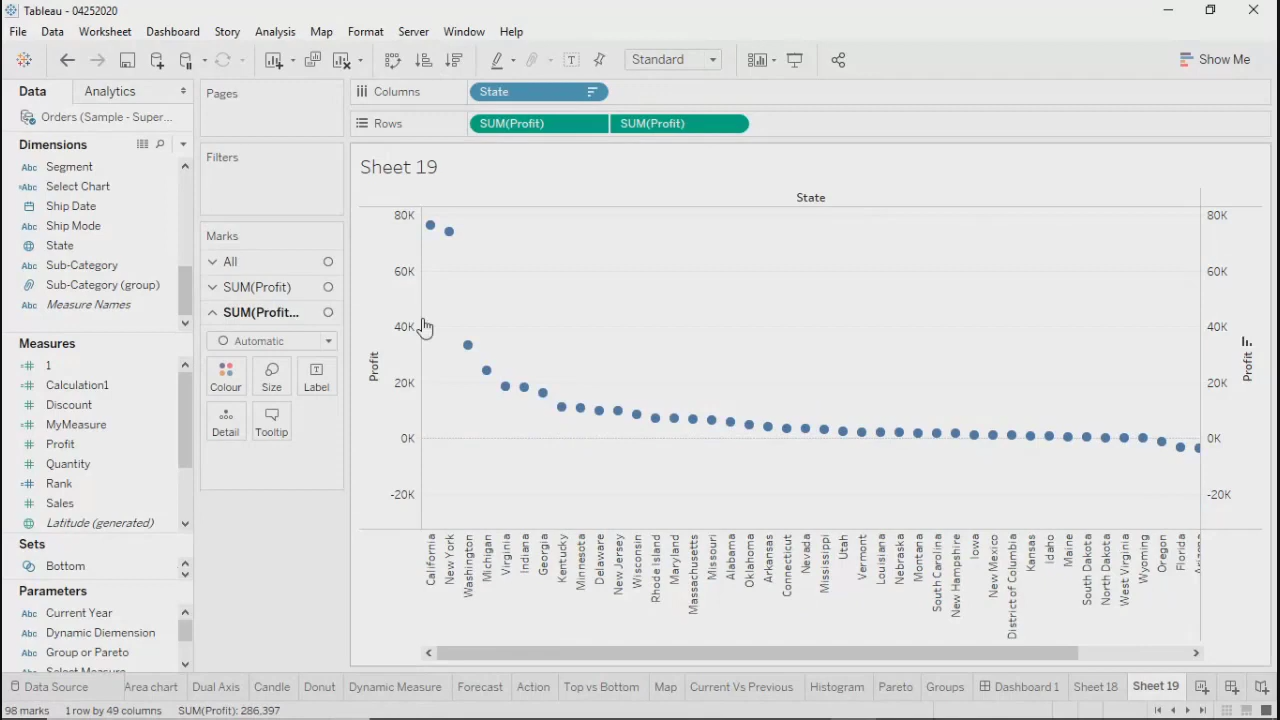 Tableau - 04252020
File Data Worksheet Dashboard Story Analysis Map Format Server Window Help
Standard
Show Me
Data Analytics
Orders (Sample - Super...
Dimensions
Segment
Select Chart
Ship Date
Ship Mode
State
Sub-Category
Sub-Category (group)
Measure Names
Measures
1
Calculation1
Discount
MyMeasure
Profit
Quantity
Rank
Sales
Latitude (generated)
Sets
Bottom
Parameters
Current Year
Dynamic Diemension
Group or Pareto
Select Measure
Pages
Filters
Marks
All
SUM(Profit)
SUM(Profit...
Automatic
Colour Size Label
Detail Tooltip
Columns State
Rows SUM(Profit) SUM(Profit)
Sheet 19
State
80K
60K
40K
20K
0K
-20K
Profit
80K
60K
40K
20K
0K
-20K
Profit
California
New York
Washington
Michigan
Virginia
Indiana
Georgia
Kentucky
Minnesota
Delaware
New Jersey
Wisconsin
Rhode Island
Maryland
Massachusetts
Missouri
Alabama
Oklahoma
Arkansas
Connecticut
Nevada
Mississippi
Utah
Vermont
Louisiana
Nebraska
Montana
South Carolina
New Hampshire
Iowa
New Mexico
District of Columbia
Kansas
Idaho
Maine
South Dakota
North Dakota
West Virginia
Wyoming
Oregon
Florida
Arizona
Data Source Area chart Dual Axis Candle Donut Dynamic Measure Forecast Action Top vs Bottom Map Current Vs Previous Histogram Pareto Groups Dashboard 1 Sheet 18 Sheet 19
98 marks 1 row by 49 columns SUM(Profit): 286,397